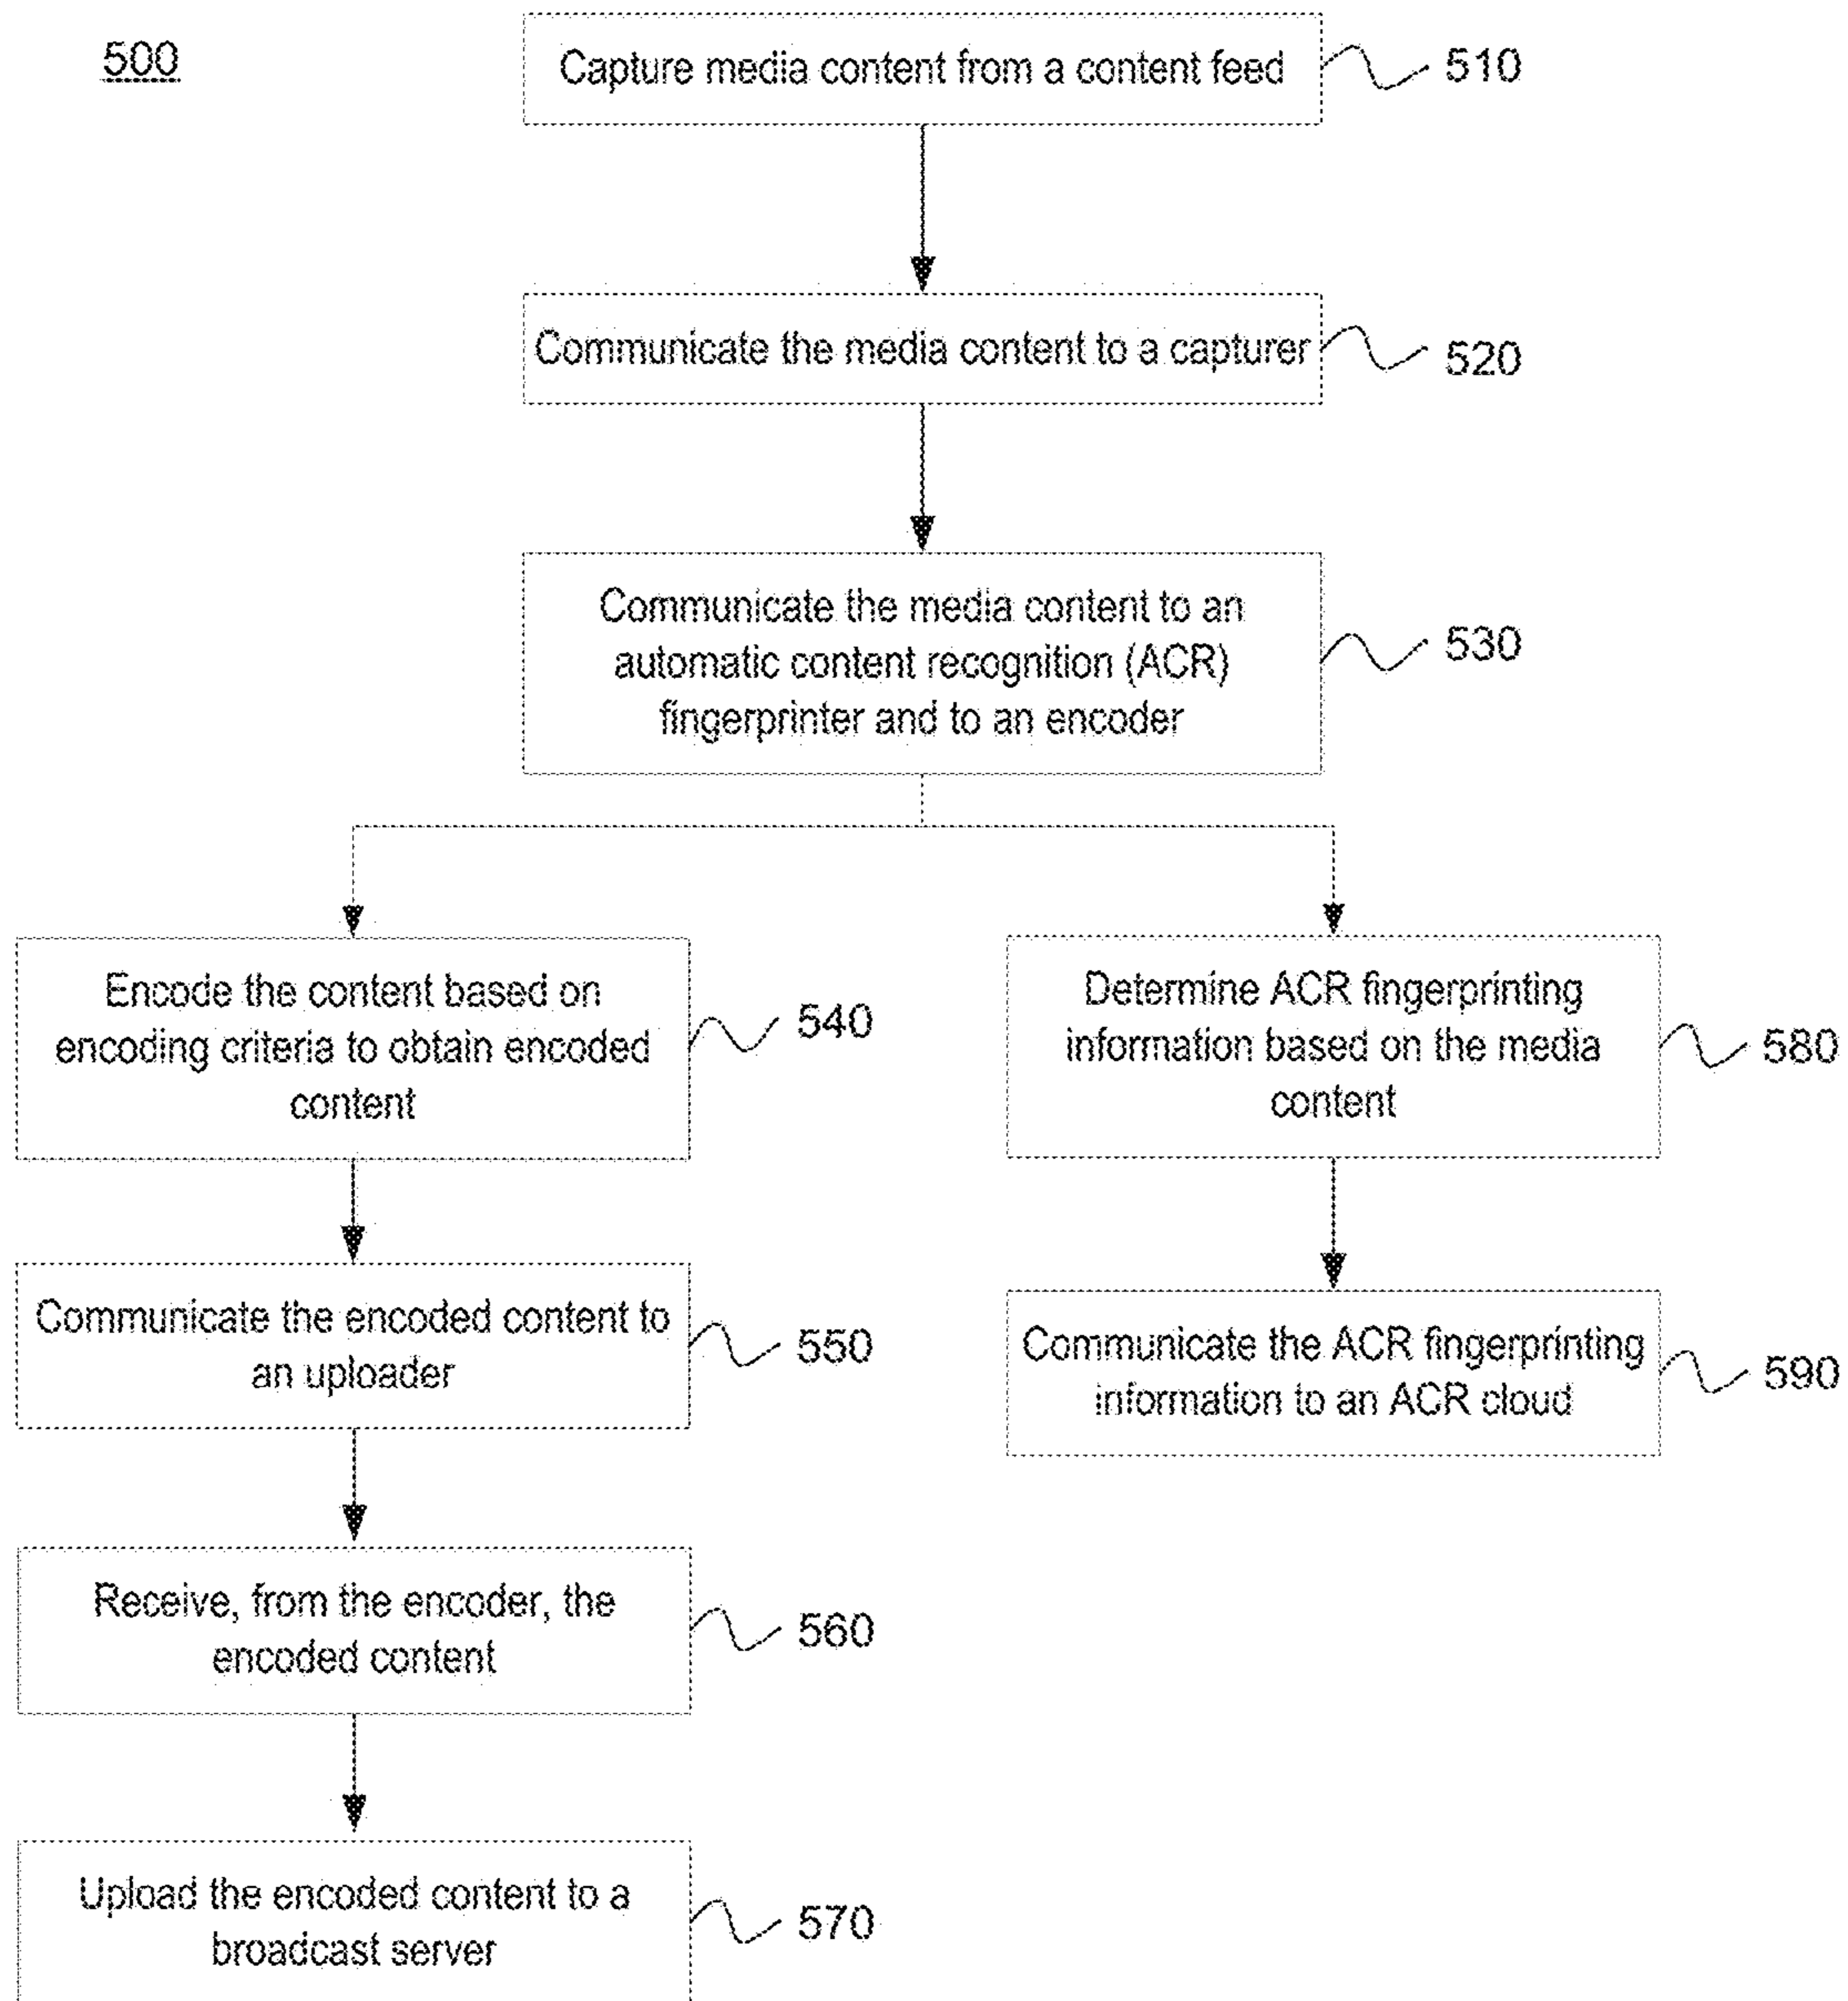 500
Capture media content from a content feed
510
Communicate the media content to a capturer
520
Communicate the media content to an
automatic content recognition (ACR)
fingerprinter and to an encoder
530
Encode the content based on
encoding criteria to obtain encoded
content
540
Determine ACR fingerprinting
information based on the media
content
580
Communicate the encoded content to
an uploader
550
Communicate the ACR fingerprinting
information to an ACR cloud
590
Receive, from the encoder, the
encoded content
560
Upload the encoded content to a
broadcast server
570